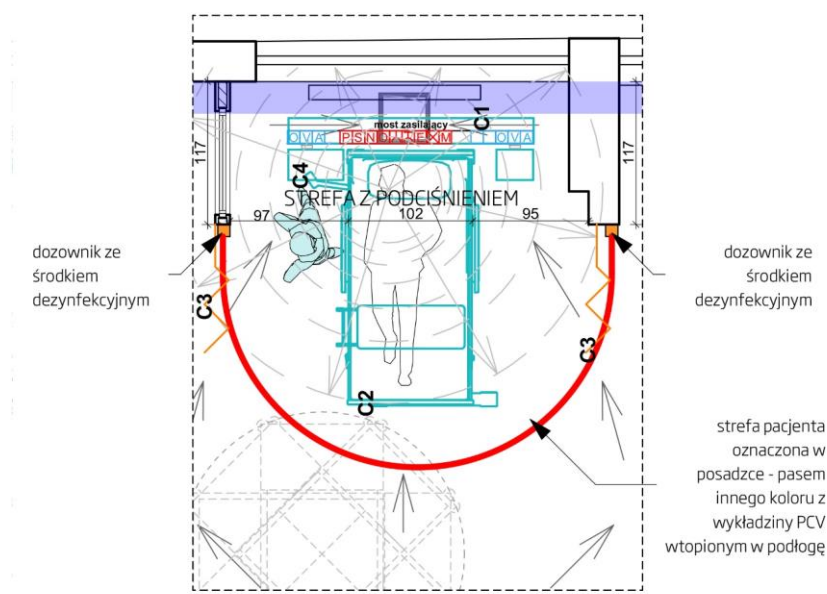 C1
most zasilający
O V A
P S N
E X M
O V A
117
117
C4
STREFA Z PODCIŚNIENIEM
97
102
95
dozownik ze
środkiem
dezynfekcyjnym
dozownik ze
środkiem
dezynfekcyjnym
C3
C3
C2
strefa pacjenta
oznaczona w
posadzce - pasem
innego koloru z
wykładziny PCV
wtopionym w podłogę